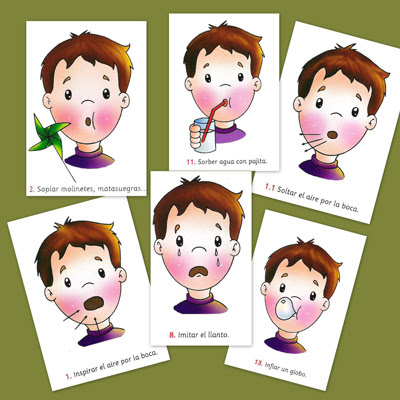 2. Soplar molinetes, matasuegras...
11. Sorber agua con pajita.
1.1 Soltar el aire por la boca.
1. Inspirar el aire por la boca.
8. Imitar el llanto.
13. Inflar un globo.